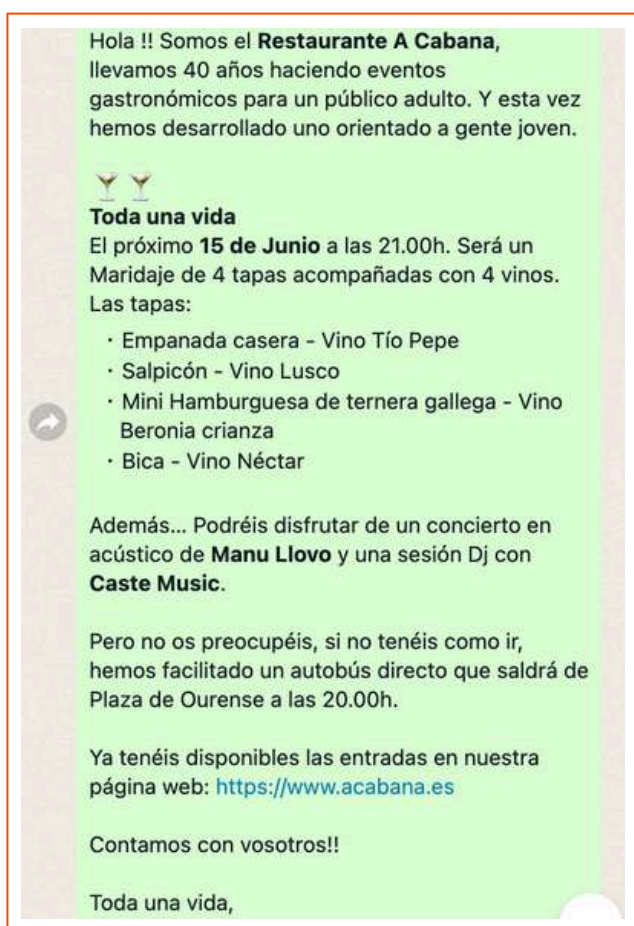 Hola !! Somos el Restaurante A Cabana,
llevamos 40 años haciendo eventos
gastronómicos para un público adulto. Y esta vez
hemos desarrollado uno orientado a gente joven.
🍸 🍸
Toda una vida
El próximo 15 de Junio a las 21.00h. Será un
Maridaje de 4 tapas acompañadas con 4 vinos.
Las tapas:
· Empanada casera - Vino Tío Pepe
· Salpicón - Vino Lusco
· Mini Hamburguesa de ternera gallega - Vino
Beronia crianza
· Bica - Vino Néctar
Además... Podréis disfrutar de un concierto en
acústico de Manu Llovo y una sesión Dj con
Caste Music.
Pero no os preocupéis, si no tenéis como ir,
hemos facilitado un autobús directo que saldrá de
Plaza de Ourense a las 20.00h.
Ya tenéis disponibles las entradas en nuestra
página web: https://www.acabana.es
Contamos con vosotros!!
Toda una vida,